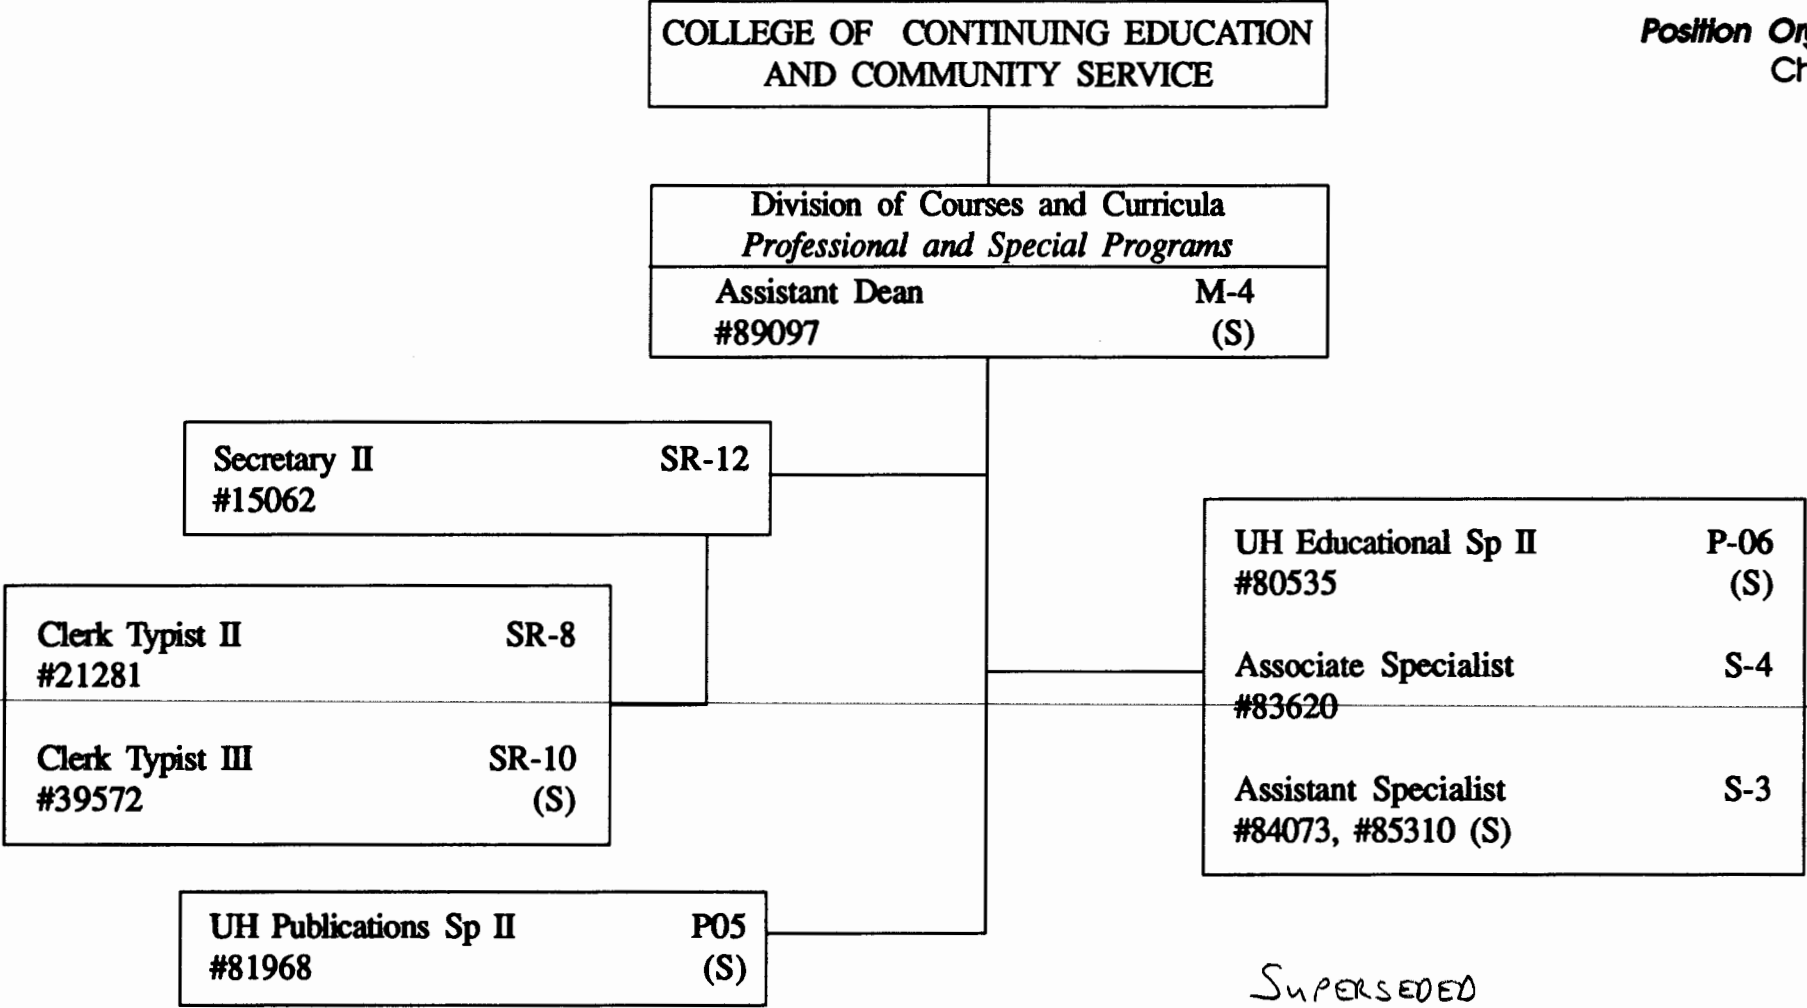 COLLEGE OF CONTINUING EDUCATION
AND COMMUNITY SERVICE
Position
Division of Courses and Curricula
Professional and Special Programs
Assistant Dean M-4
#89097 (S)
Secretary II SR-12
#15062
Clerk Typist II SR-8
#21281
Clerk Typist III SR-10
#39572 (S)
UH Educational Sp II P-06
#80535 (S)
Associate Specialist S-4
#83620
Assistant Specialist S-3
#84073, #85310 (S)
UH Publications Sp II P05
#81968 (S)
SUPERSEDED